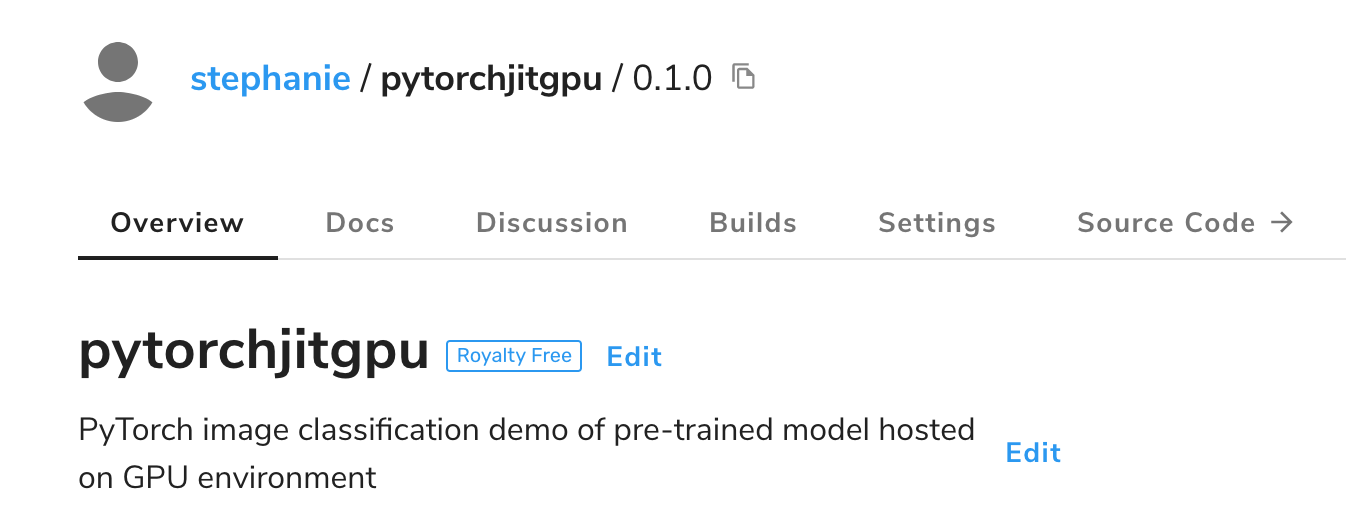 stephanie / pytorchjitgpu / 0.1.0
Overview Docs Discussion Builds Settings Source Code →
pytorchjitgpu Royalty Free Edit
PyTorch image classification demo of pre-trained model hosted
on GPU environment
Edit